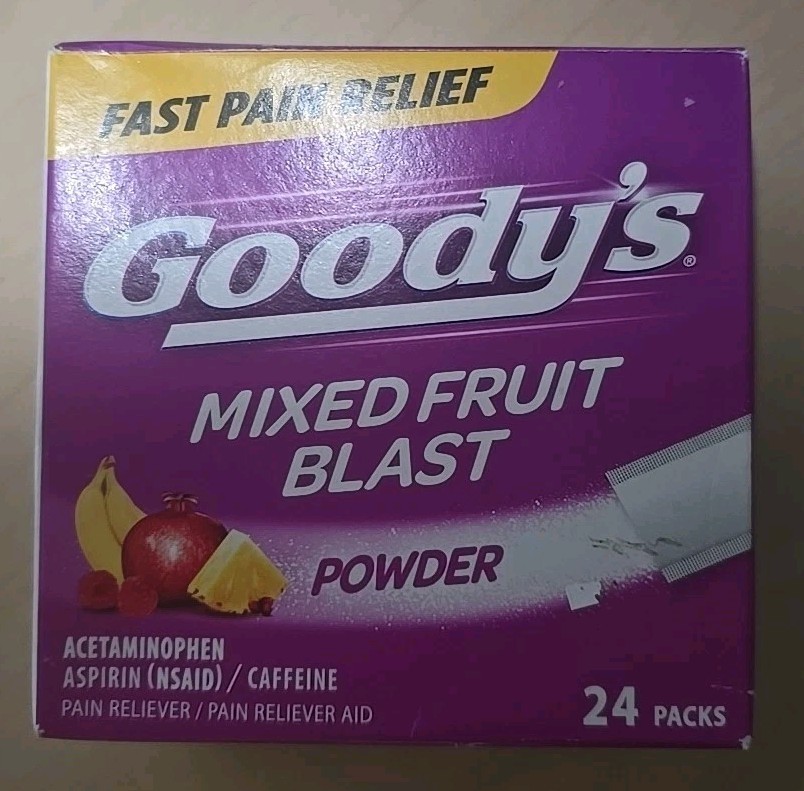 FAST PAIN RELIEF
Goody's®
MIXED FRUIT
BLAST
POWDER
ACETAMINOPHEN
ASPIRIN (NSAID) / CAFFEINE
PAIN RELIEVER / PAIN RELIEVER AID
24 PACKS